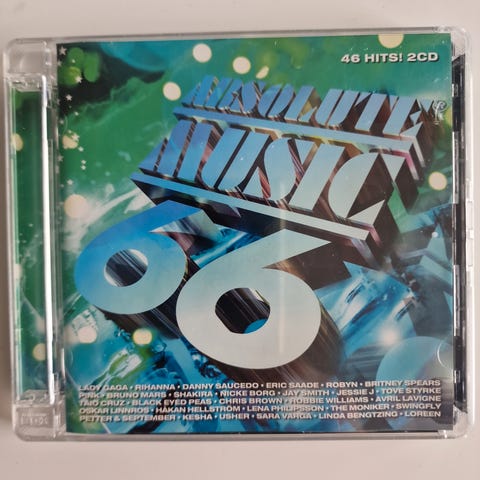 46 HITS! 2CD
ABSOLUTE
MUSIC
66
LADY GAGA • RIHANNA • DANNY SAUCEDO • ERIC SAADE • ROBYN • BRITNEY SPEARS
P!NK • BRUNO MARS • SHAKIRA • NICKE BORG • JAY SMITH • JESSIE J • TOVE STYRKE
TAIO CRUZ • BLACK EYED PEAS • CHRIS BROWN • ROBBIE WILLIAMS • AVRIL LAVIGNE
OSKAR LINNROS • HÅKAN HELLSTRÖM • LENA PHILIPSSON • THE MONIKER • SWINGFLY
PETTER & SEPTEMBER • KESHA • USHER • SARA VARGA • LINDA BENGTZING • LOREEN